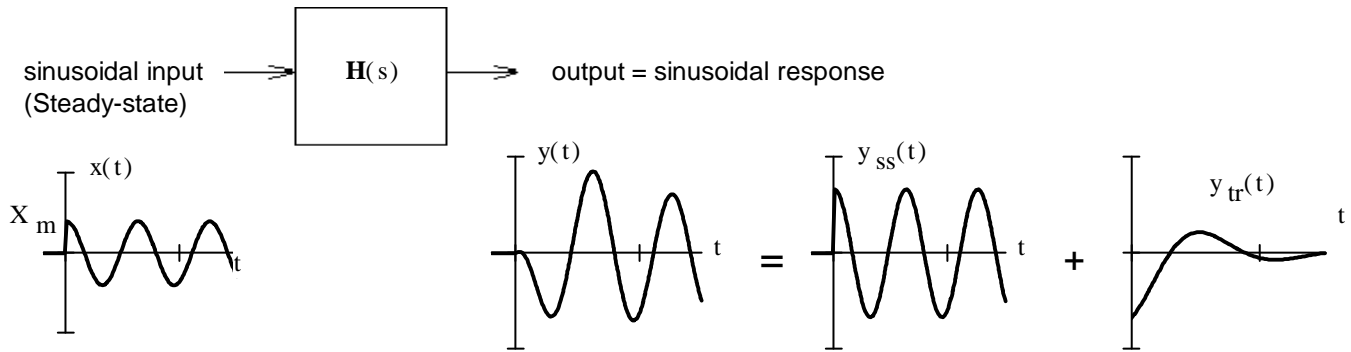 sinusoidal input
(Steady-state)
H(s)
output = sinusoidal response
x(t)
X m
t
y(t)
t
=
y ss(t)
t
+
y tr(t)
t